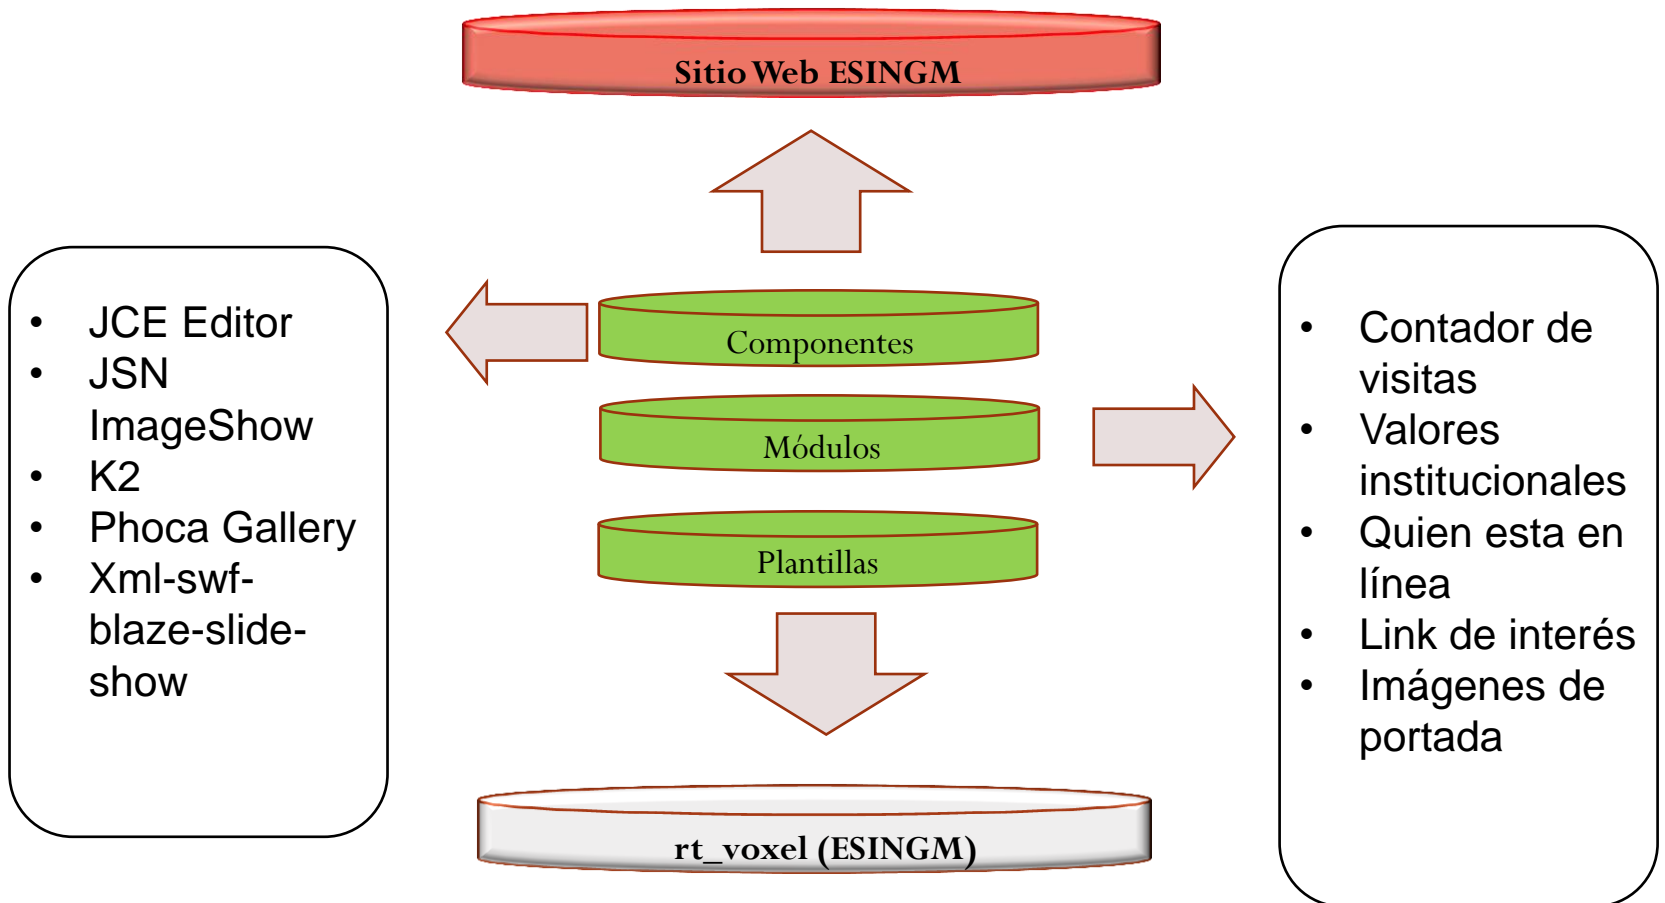 Sitio Web ESINGM
• JCE Editor
• JSN
ImageShow
• K2
• Phoca Gallery
• Xml-swf-
blaze-slide-
show
Componentes
Módulos
Plantillas
• Contador de
visitas
• Valores
institucionales
• Quien esta en
línea
• Link de interés
• Imágenes de
portada
rt_voxel (ESINGM)